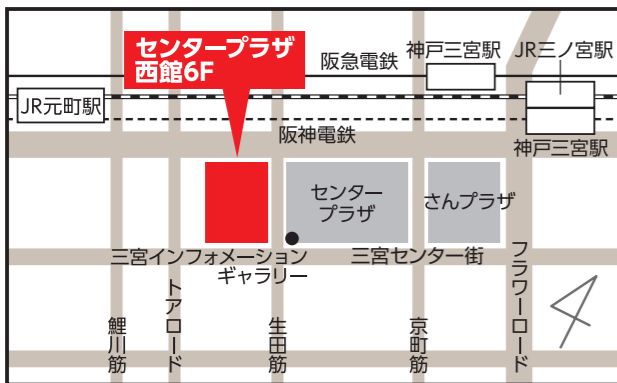 センタープラザ
西館6F
阪急電鉄
神戸三宮駅
JR三ノ宮駅
JR元町駅
阪神電鉄
神戸三宮駅
センター
プラザ
さんプラザ
三宮インフォメーション
ギャラリー
三宮センター街
鯉川筋
トアロード
生田筋
京町筋
フラワーロード